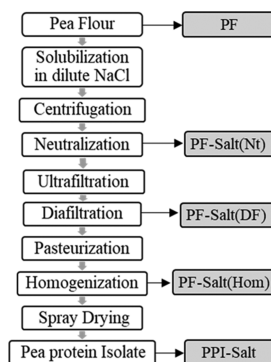 Pea Flour
PF
Solubilization
in dilute NaCl
Centrifugation
Neutralization
PF-Salt(Nt)
Ultrafiltration
Diafiltration
PF-Salt(DF)
Pasteurization
Homogenization
PF-Salt(Hom)
Spray Drying
Pea protein Isolate
PPI-Salt